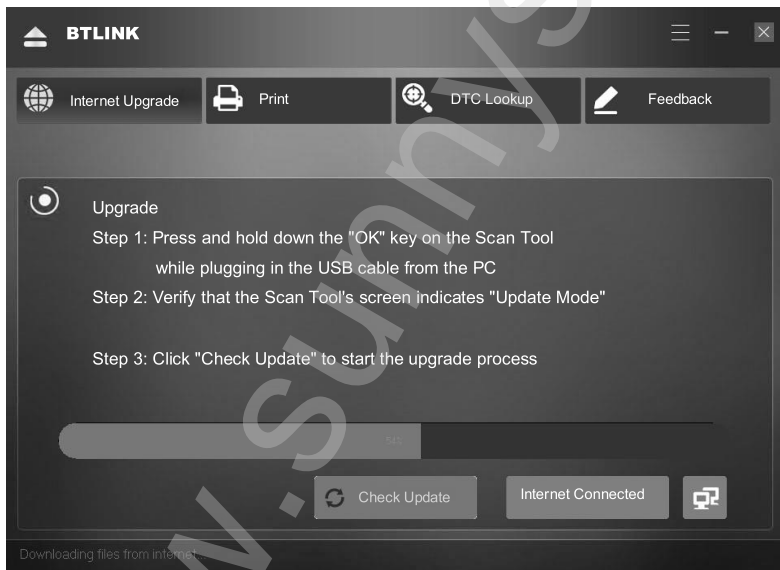 BTLINK
Internet Upgrade
Print
DTC Lookup
Feedback
Upgrade
Step 1: Press and hold down the "OK" key on the Scan Tool
while plugging in the USB cable from the PC
Step 2: Verify that the Scan Tool's screen indicates "Update Mode"
Step 3: Click "Check Update" to start the upgrade process
Check Update
Internet Connected
Downloading files from internet...